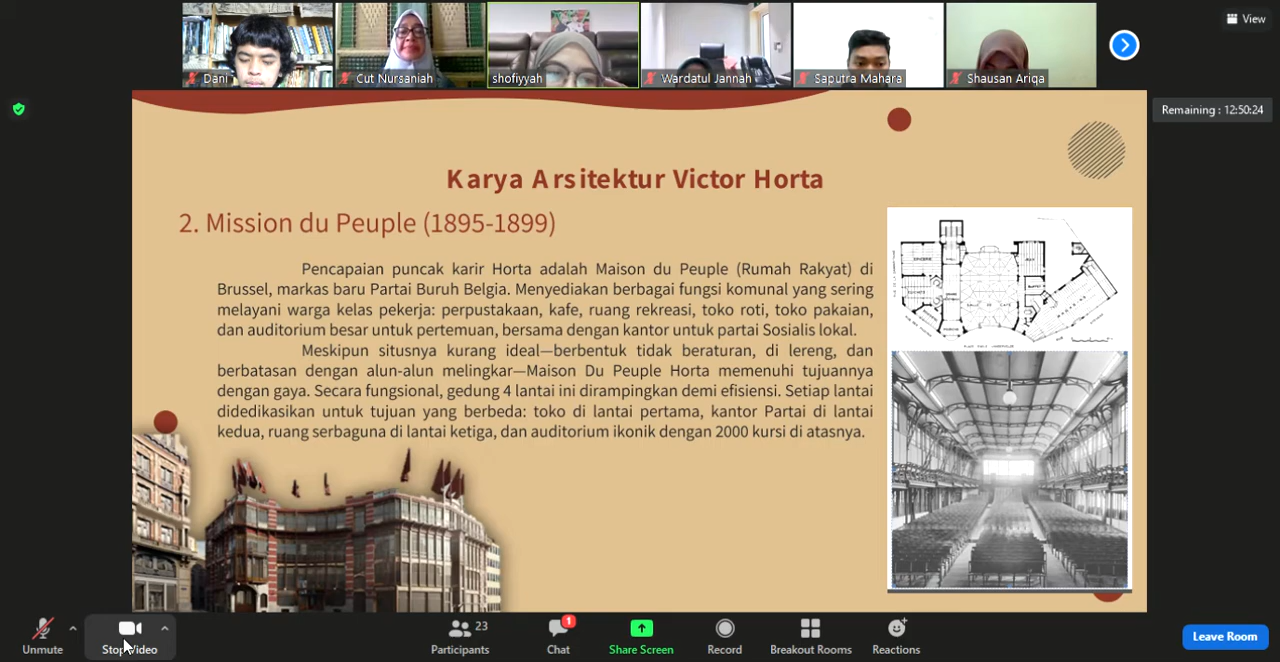 View
Dani
Cut Nursaniah
shofiyyah
Wardatul Jannah
Saputra Mahara
Shausan Ariqa
Remaining : 12:50:24
Karya Arsitektur Victor Horta
2. Mission du Peuple (1895-1899)
Pencapaian puncak karir Horta adalah Maison du Peuple (Rumah Rakyat) di
Brussel, markas baru Partai Buruh Belgia. Menyediakan berbagai fungsi komunal yang sering
melayani warga kelas pekerja: perpustakaan, kafe, ruang rekreasi, toko roti, toko pakaian,
dan auditorium besar untuk pertemuan, bersama dengan kantor untuk partai Sosialis lokal.
Meskipun situsnya kurang ideal—berbentuk tidak beraturan, di lereng, dan
berbatasan dengan alun-alun melingkar—Maison Du Peuple Horta memenuhi tujuannya
dengan gaya. Secara fungsional, gedung 4 lantai ini dirampingkan demi efisiensi. Setiap lantai
didedikasikan untuk tujuan yang berbeda: toko di lantai pertama, kantor Partai di lantai
kedua, ruang serbaguna di lantai ketiga, dan auditorium ikonik dengan 2000 kursi di atasnya.
Unmute
Stop Video
Participants
23
Chat
1
Share Screen
Record
Breakout Rooms
Reactions
Leave Room